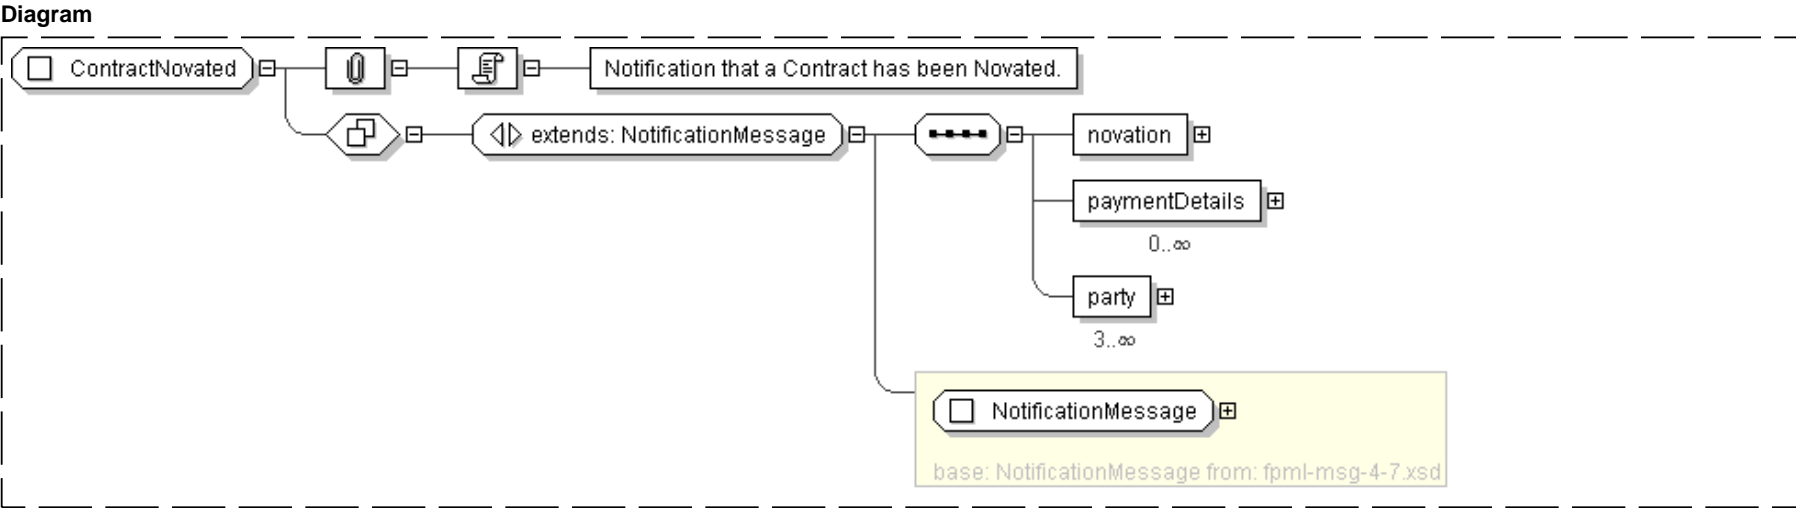 Diagram
ContractNovated
Notification that a Contract has been Novated.
extends: NotificationMessage
novation
paymentDetails
0..∞
party
3..∞
NotificationMessage
base: NotificationMessage from: fpml-msg-4-7.xsd